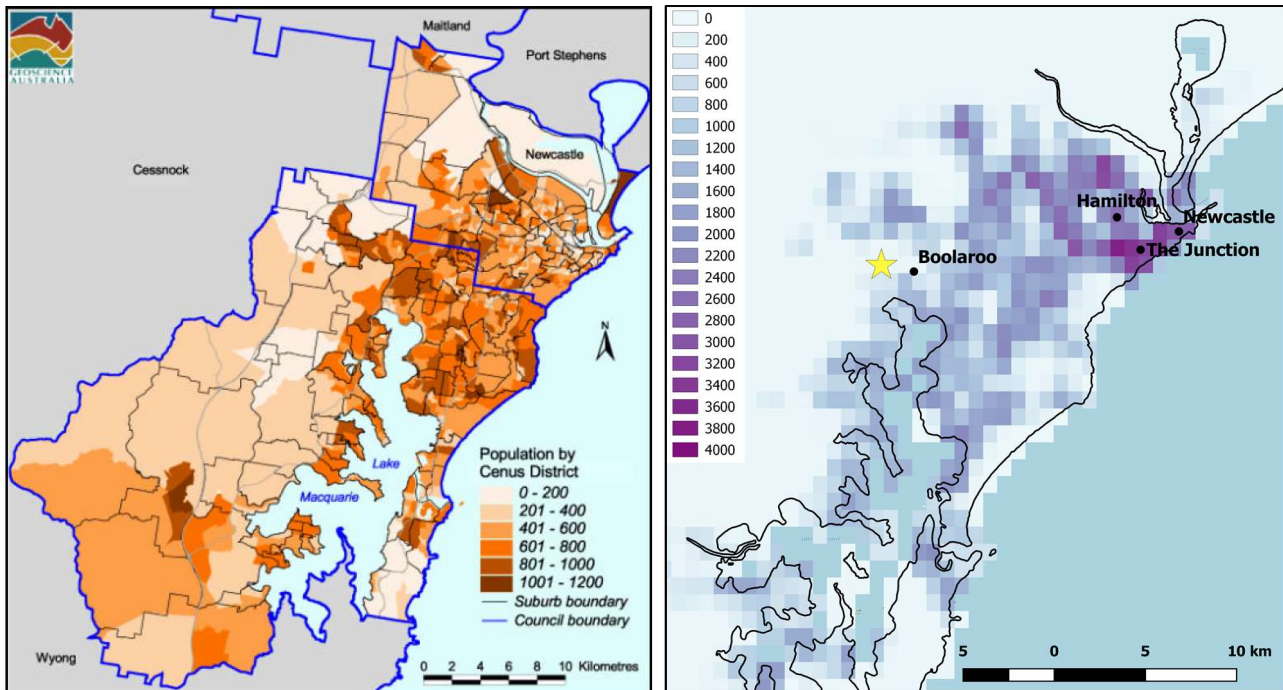 GEOSCIENCE
AUSTRALIA
Maitland
Port Stephens
Cessnock
Newcastle
N
Lake
Macquarie
Wyong
Population by
Cenus District
0 - 200
201 - 400
401 - 600
601 - 800
801 - 1000
1001 - 1200
Suburb boundary
Council boundary
0 2 4 6 8 10 Kilometres
0
200
400
600
800
1000
1200
1400
1600
1800
2000
2200
2400
2600
2800
3000
3200
3400
3600
3800
4000
Hamilton
Newcastle
The Junction
Boolaroo
5 0 5 10 km